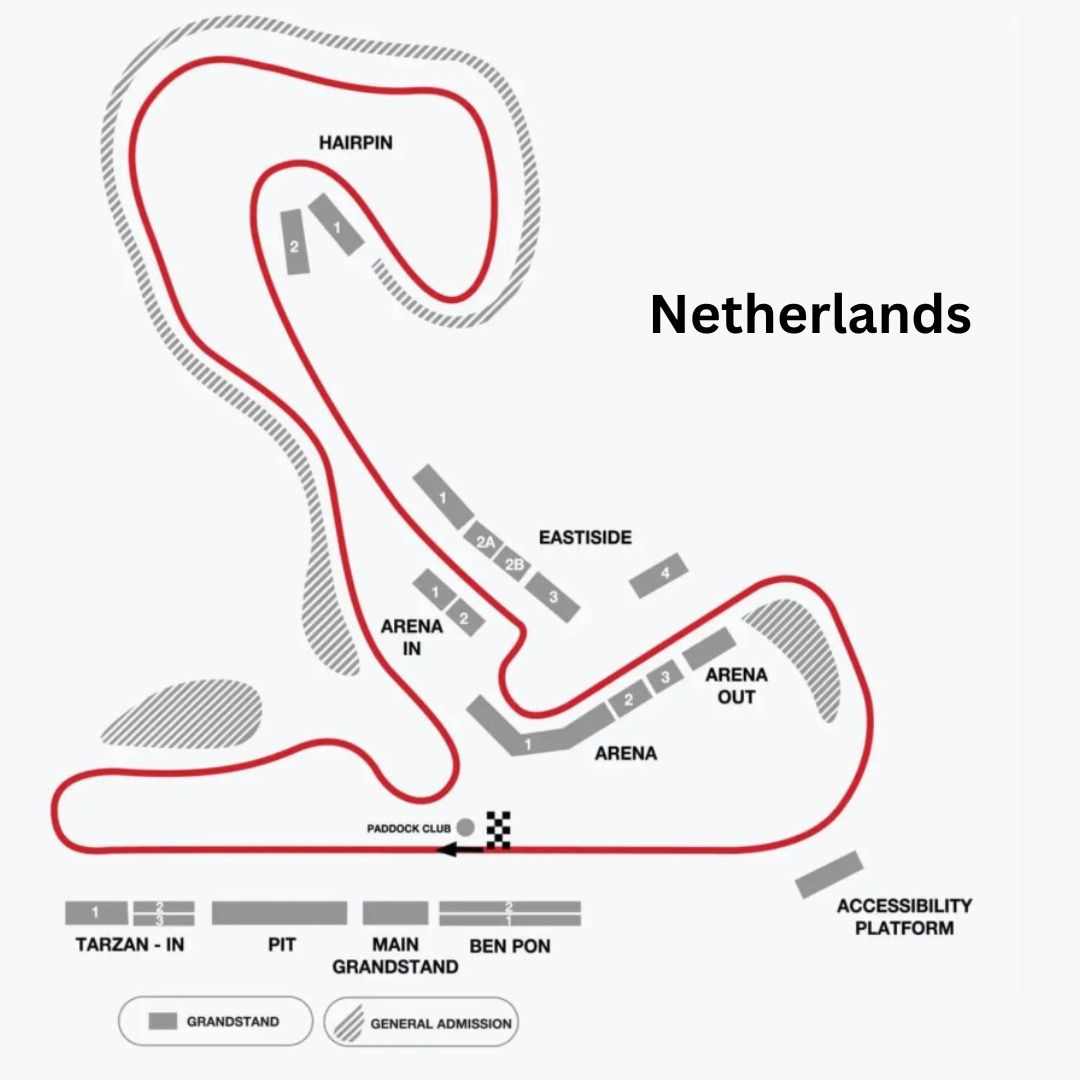 HAIRPIN
1
2
Netherlands
1
2A
2B
3
EASTISIDE
4
1
2
ARENA
IN
ARENA
OUT
3
2
1
ARENA
PADDOCK CLUB
ACCESSIBILITY
PLATFORM
1
2
3
2
1
TARZAN - IN
PIT
MAIN
GRANDSTAND
BEN PON
GRANDSTAND
GENERAL ADMISSION